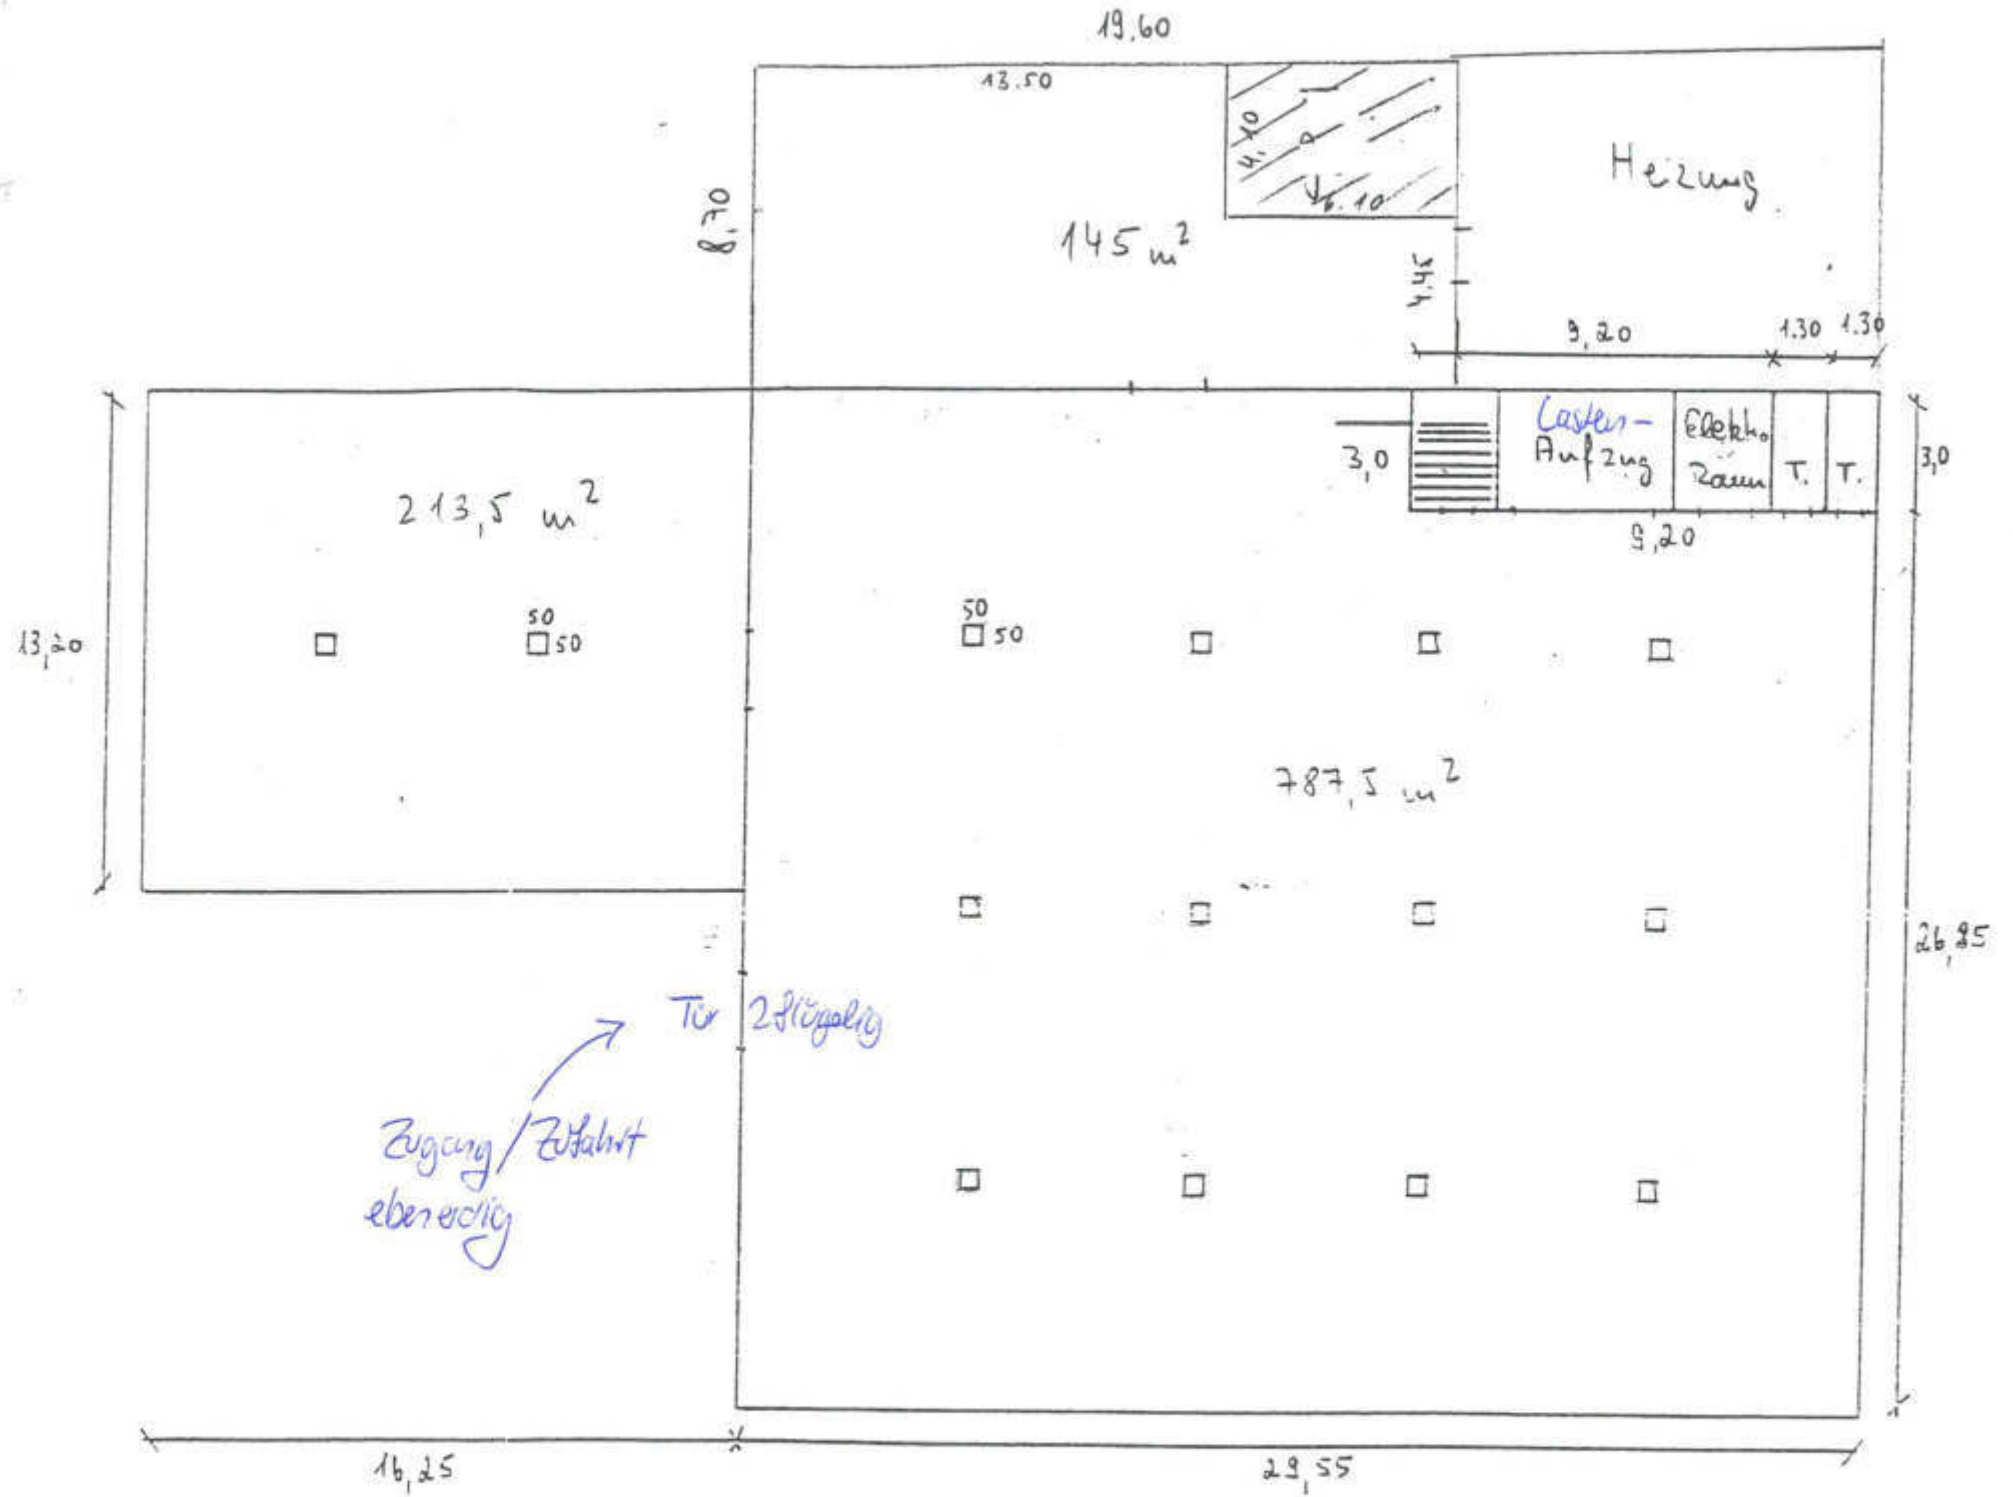 19,60
13.50
4,10
6.10
Heizung
8,70
145 m²
4.45
9,20
1.30
1.30
Lasten-
Aufzug
Elektro
Raum
T.
T.
3,0
3,0
9,20
213,5 m²
50
50
50
50
13,20
787,5 m²
26,95
Tür 2flügelig
Zugang/Zufahrt
ebenerdig
16,25
29,55